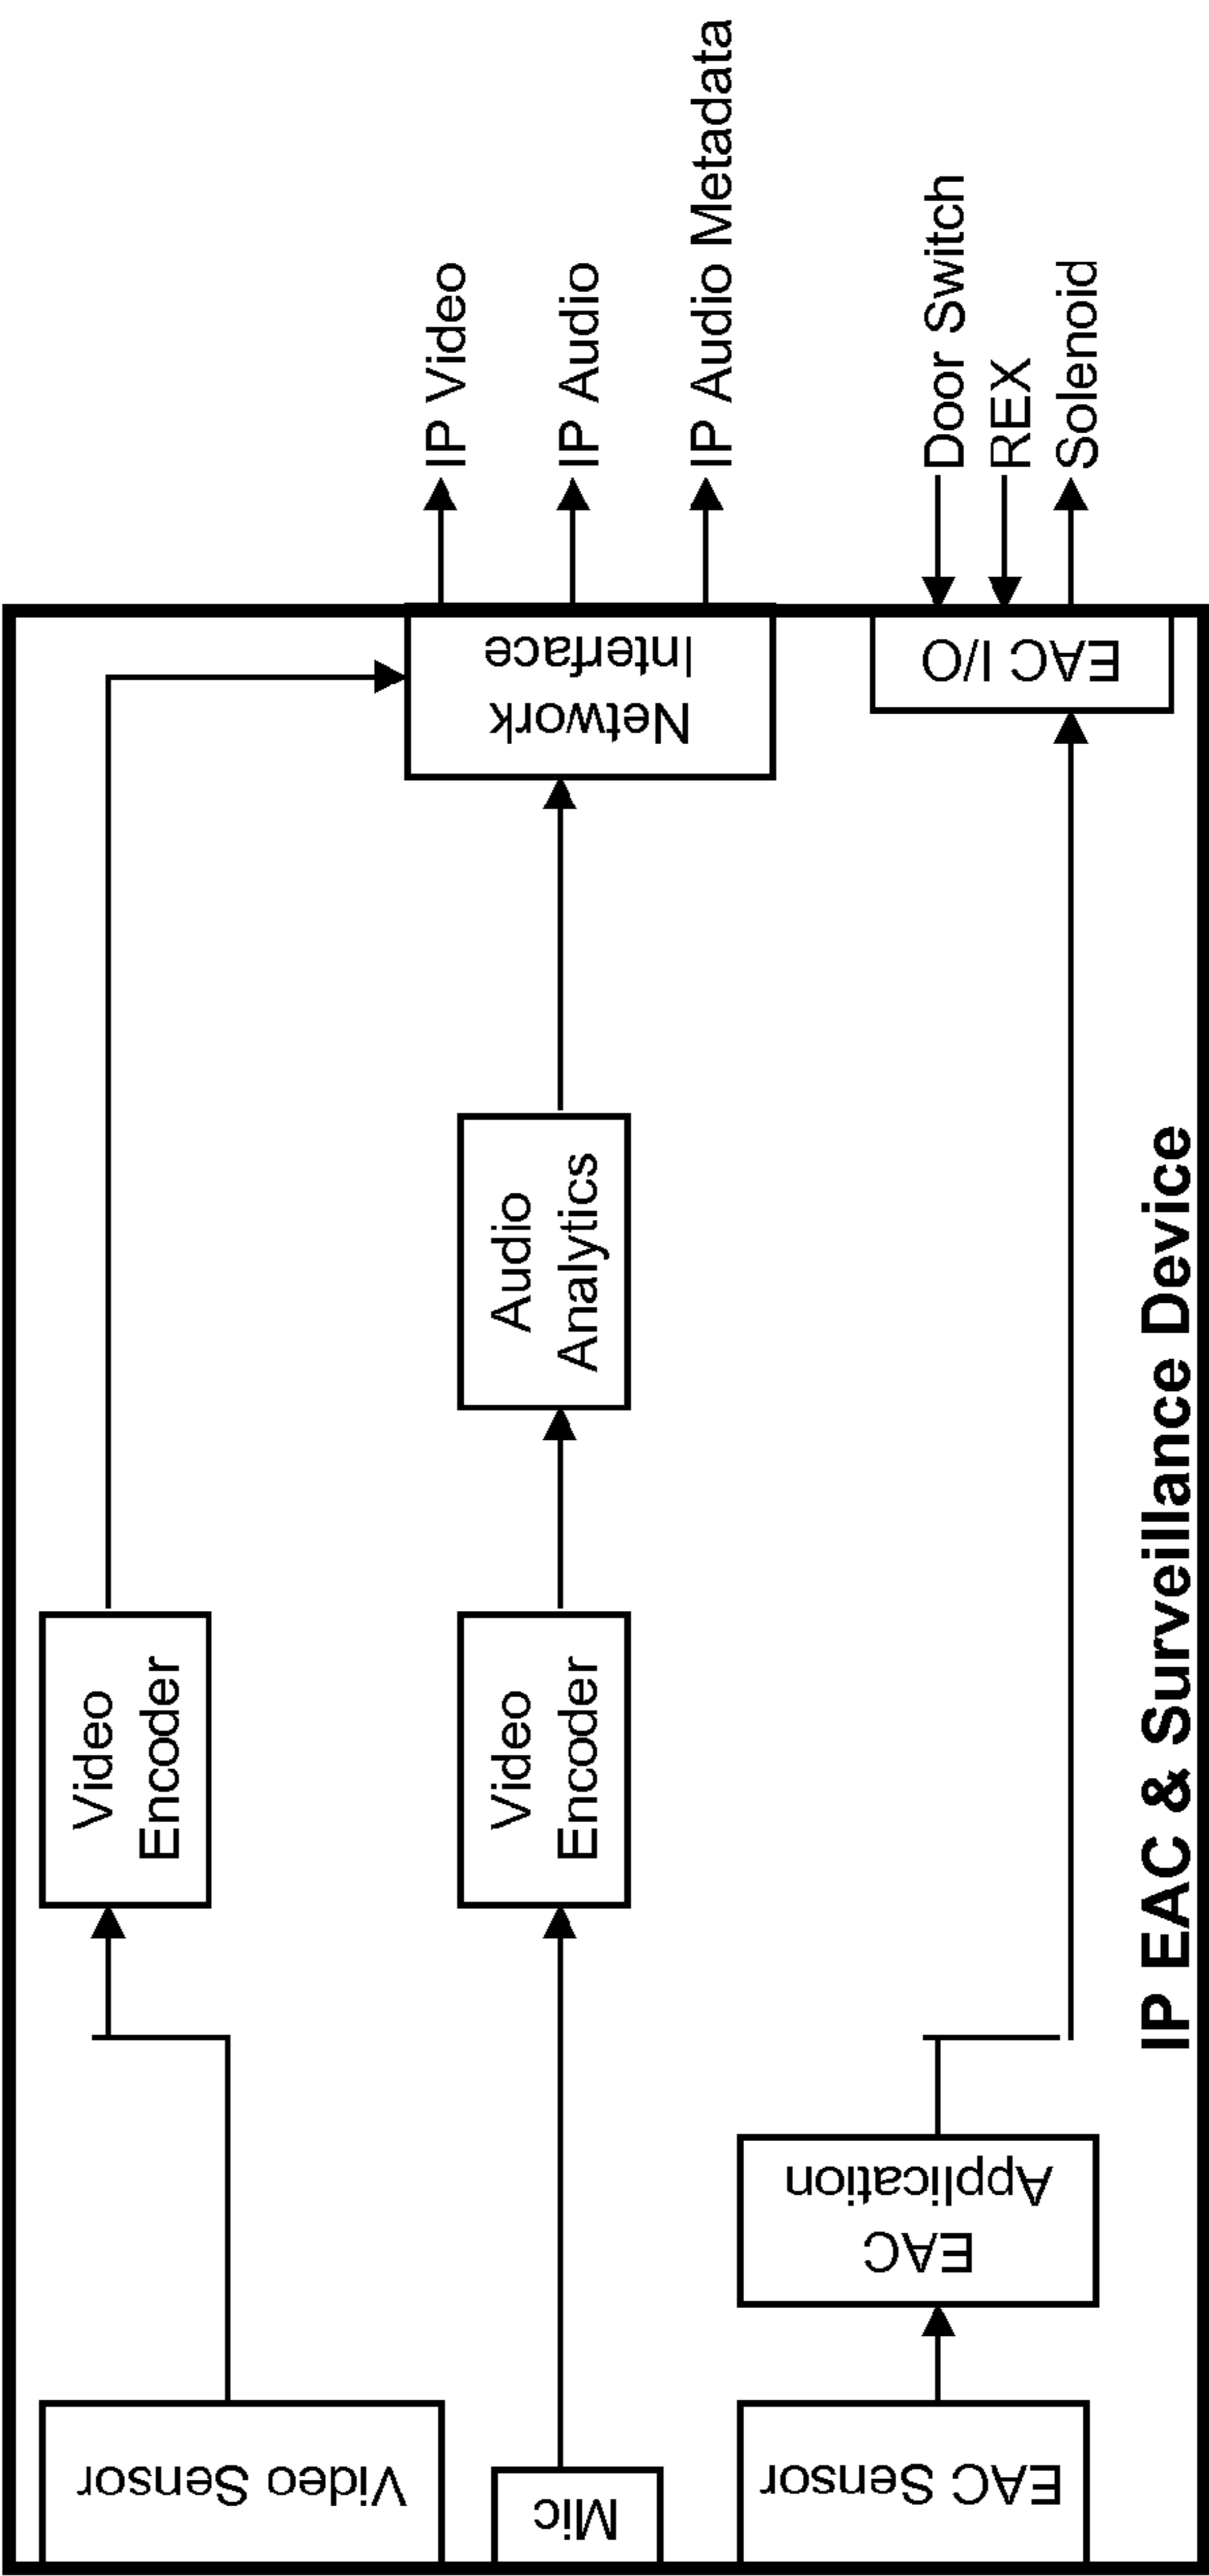 Video Sensor
Video
Encoder
Mic
Video
Encoder
Audio
Analytics
Network
Interface
IP Video
IP Audio
IP Audio Metadata
EAC Sensor
EAC
Application
EAC I/O
Door Switch
REX
Solenoid
IP EAC & Surveillance Device